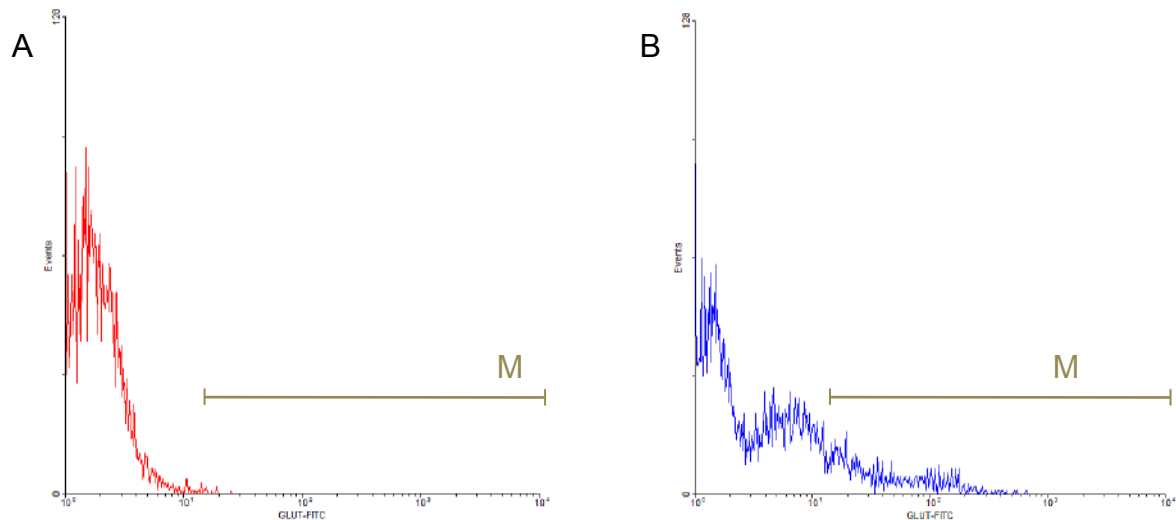 A
128
Events
0
M
10⁰
10¹
10²
10³
10⁴
GLUT-FITC
B
128
Events
0
M
10⁰
10¹
10²
10³
10⁴
GLUT-FITC